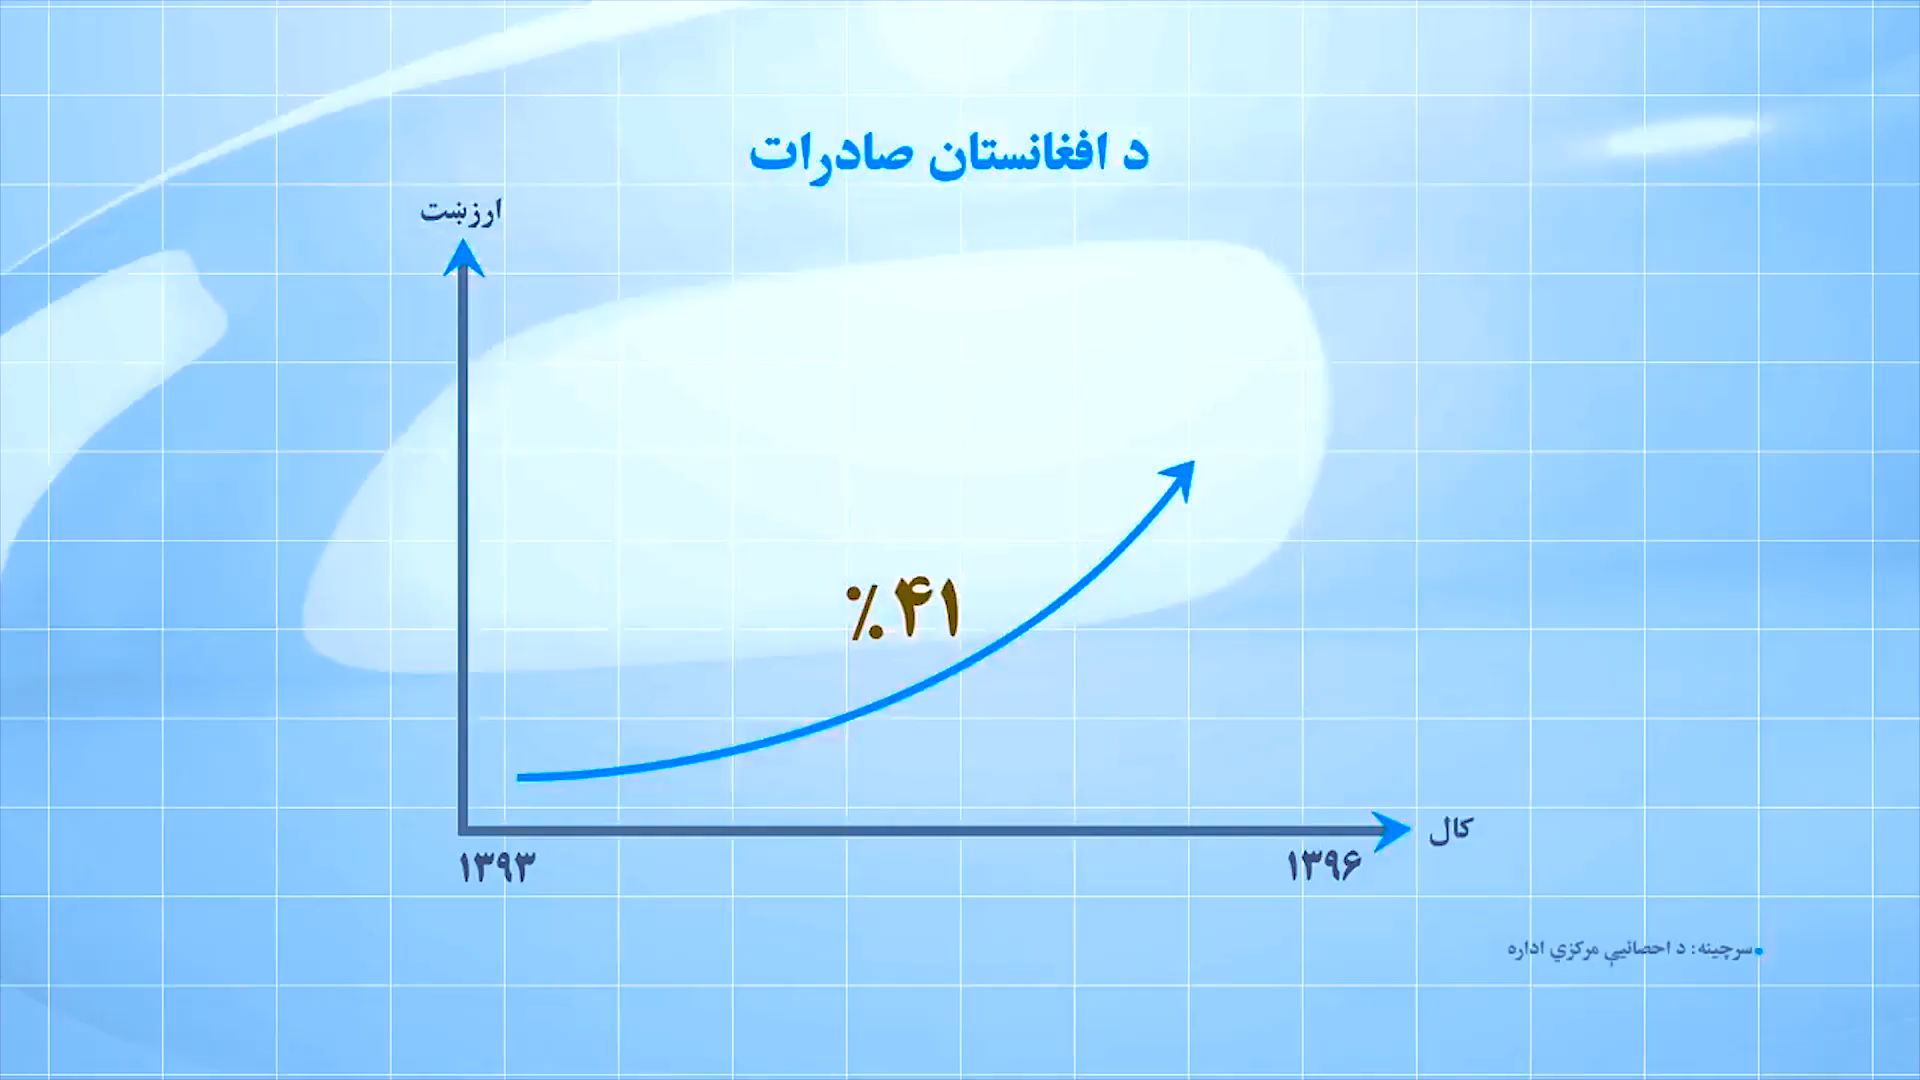 د افغانستان صادرات
ارزښت
۴۱٪
کال
۱۳۹۳
۱۳۹۶
سرچینه: د احصائیې مرکزي اداره